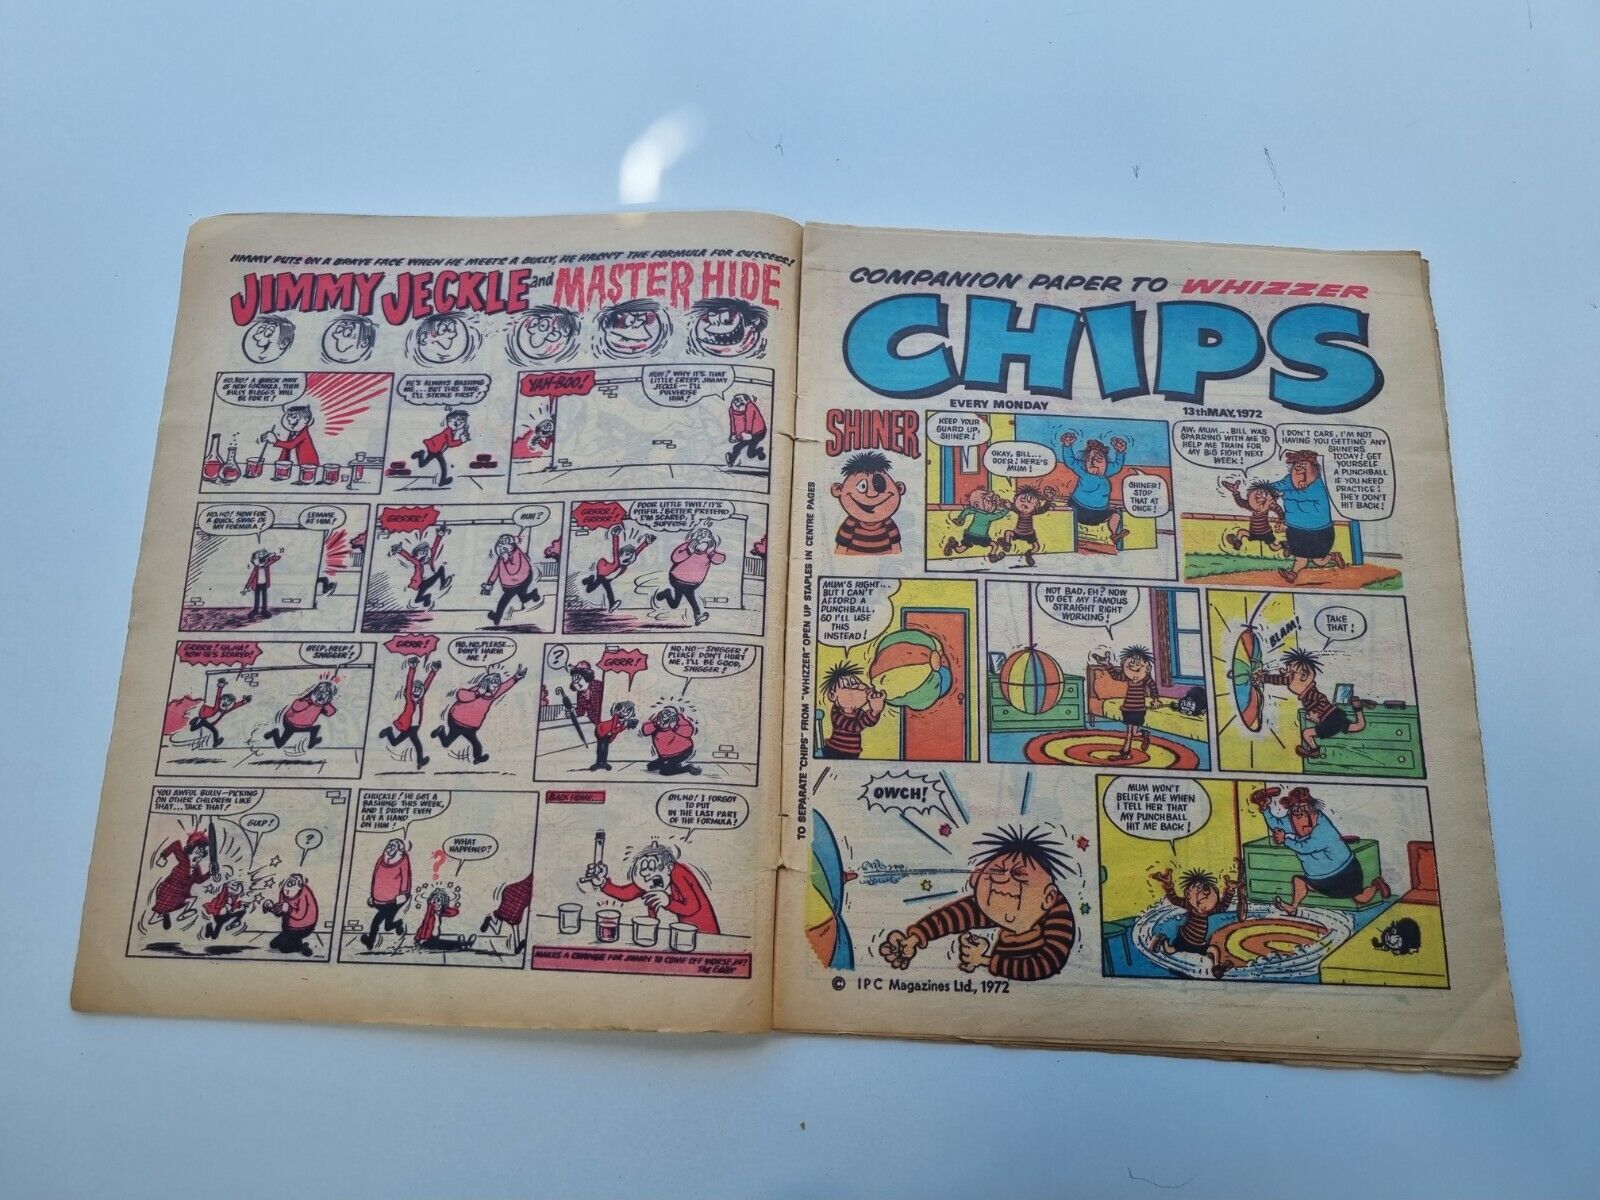 JIMMY PUTS ON A BRAVE FACE WHEN HE MEETS A BULLY, HE HASN'T THE FORMULA FOR SUCCESS!
JIMMY JECKLE and MASTER HIDE
HO, HO! A QUICK MIX
OF NEW FORMULA, THEN
BULLY BLOGGS WILL
BE FOR IT!
HE'S ALWAYS BASHING
ME... BUT THIS TIME,
I'LL STRIKE FIRST!
YAH-BOO!
HUH? WHY IT'S THAT
LITTLE CREEP, JIMMY
JECKLE — I'LL
PULVERISE
HIM!
HO, HO! NOW FOR
A QUICK SWIG OF
MY FORMULA!
LEMME
AT HIM!
GRRRR!
HUH?
GRRRR!
GRRRR!
POOR LITTLE TWIT! IT'S
PITIFUL! BETTER PRETEND
I'M SCARED, I
SUPPOSE!
GRRRR! HA, HA!
NOW HE'S SCARED!
HELP, HELP!
SNIGGER!
GRRR!
NO, NO, PLEASE...
DON'T HARM
ME!
?
GRRR!
NO, NO — SNIGGER!
PLEASE DON'T HURT
ME, I'LL BE GOOD,
SNIGGER!
YOU AWFUL BULLY — PICKING
ON OTHER CHILDREN LIKE
THAT... TAKE THAT!
GULP!
?
CHUCKLE! HE GOT A
BASHING THIS WEEK,
AND I DIDN'T EVEN
LAY A HAND
ON HIM!
?
WHAT
HAPPENED?
BACK HOME...
OH, NO! I FORGOT
TO PUT
IN THE LAST PART
OF THE FORMULA!
MAKES A CHANGE FOR JIMMY TO COME OFF WORSE, EH?
The Editor
TO SEPARATE "CHIPS" FROM "WHIZZER" OPEN UP STAPLES IN CENTRE PAGES
COMPANION PAPER TO WHIZZER
CHIPS
EVERY MONDAY
13th MAY, 1972
SHINER
KEEP YOUR
GUARD UP,
SHINER!
OKAY, BILL...
OOER! HERE'S
MUM!
SHINER!
STOP
THAT AT
ONCE!
AW, MUM... BILL WAS
SPARRING WITH ME TO
HELP ME TRAIN FOR
MY BIG FIGHT NEXT
WEEK!
I DON'T CARE, I'M NOT
HAVING YOU GETTING ANY
SHINERS
TODAY! GET
YOURSELF
A PUNCHBALL
IF YOU NEED
PRACTICE!
THEY DON'T
HIT BACK!
MUM'S RIGHT...
BUT I CAN'T
AFFORD A
PUNCHBALL,
SO I'LL USE
THIS
INSTEAD!
NOT BAD, EH? NOW
TO GET MY FAMOUS
STRAIGHT RIGHT
WORKING!
BLAM!
TAKE
THAT!
OWCH!
MUM WON'T
BELIEVE ME WHEN
I TELL HER THAT
MY PUNCHBALL
HIT ME BACK!
© IPC Magazines Ltd., 1972